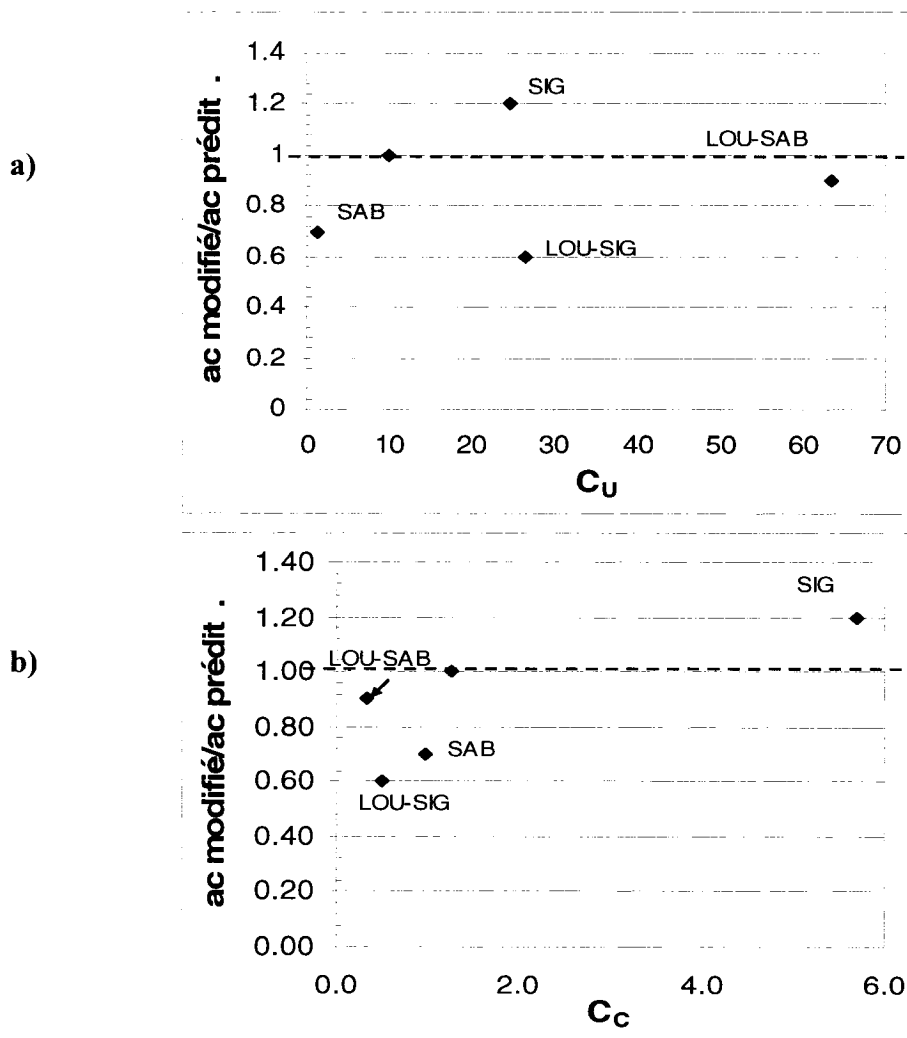 a)
ac modifié/ac prédit .
1.4
1.2
1
0.8
0.6
0.4
0.2
0
SIG
LOU-SAB
SAB
LOU-SIG
0 10 20 30 40 50 60 70
CU
b)
ac modifié/ac prédit .
1.40
1.20
1.00
0.80
0.60
0.40
0.20
0.00
SIG
LOU-SAB
SAB
LOU-SIG
0.0 2.0 4.0 6.0
CC